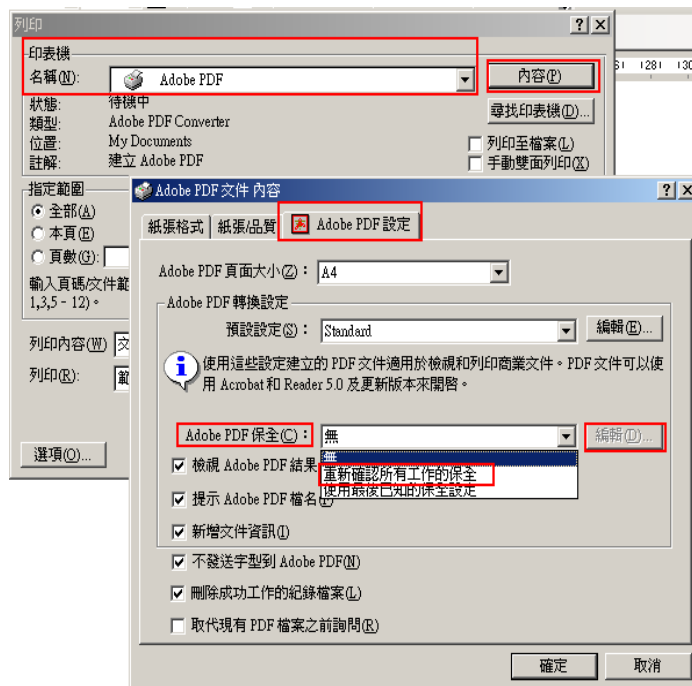 列印
印表機
名稱(N):
Adobe PDF
內容(P)
狀態:
待機中
尋找印表機(D)...
類型:
Adobe PDF Converter
位置:
My Documents
列印至檔案(L)
註解:
建立 Adobe PDF
手動雙面列印(X)
指定範圍
全部(A)
本頁(E)
頁數(G):
輸入頁碼/文件範
1,3,5 - 12)。
列印內容(W)
列印(R):
選項(O)...
Adobe PDF 文件 內容
紙張格式
紙張/品質
Adobe PDF 設定
Adobe PDF 頁面大小(Z):
A4
Adobe PDF 轉換設定
預設設定(S):
Standard
編輯(E)...
使用這些設定建立的 PDF 文件適用於檢視和列印商業文件。PDF 文件可以使
用 Acrobat 和 Reader 5.0 及更新版本來開啓。
Adobe PDF 保全(C):
無
編輯(D)...
無
檢視 Adobe PDF 結果
重新確認所有工作的保全
使用最後已知的保全設定
提示 Adobe PDF 檔名
新增文件資訊(I)
不發送字型到 Adobe PDF(N)
刪除成功工作的紀錄檔案(L)
取代現有 PDF 檔案之前詢問(R)
確定
取消